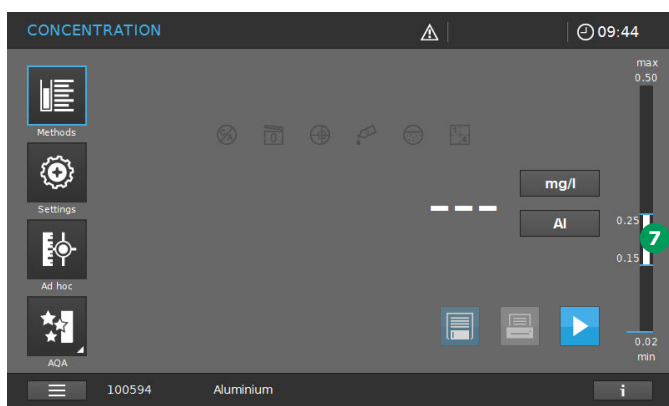 CONCENTRATION
09:44
max
0.50
Methods
mg/l
Settings
Al
0.25
7
0.15
Ad hoc
0.02
min
AQA
100594 Aluminium i